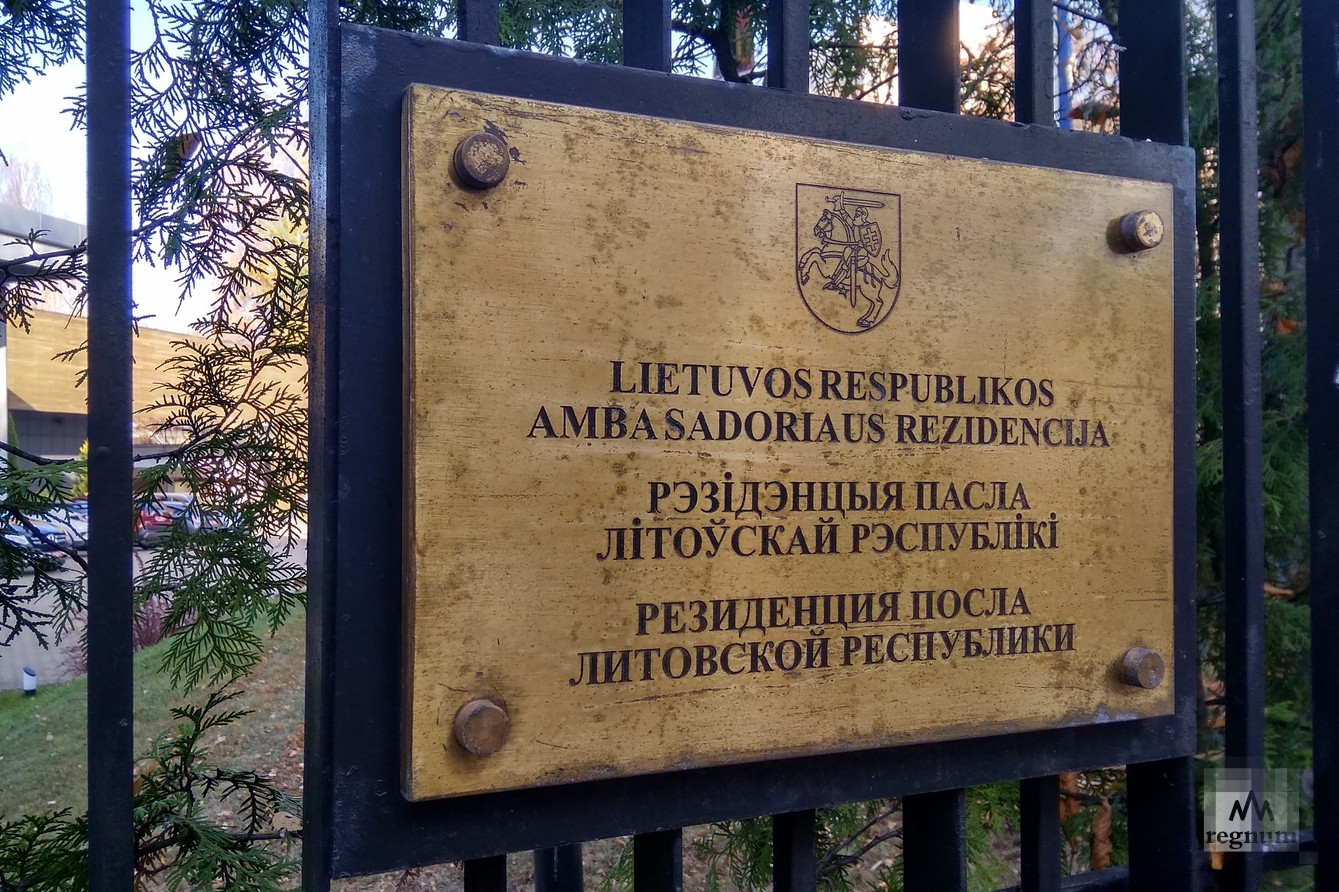 LIETUVOS RESPUBLIKOS
AMBASADORIAUS REZIDENCIJA
РЭЗІДЭНЦЫЯ ПАСЛА
ЛІТОЎСКАЙ РЭСПУБЛІКІ
РЕЗИДЕНЦИЯ ПОСЛА
ЛИТОВСКОЙ РЕСПУБЛИКИ
regnum